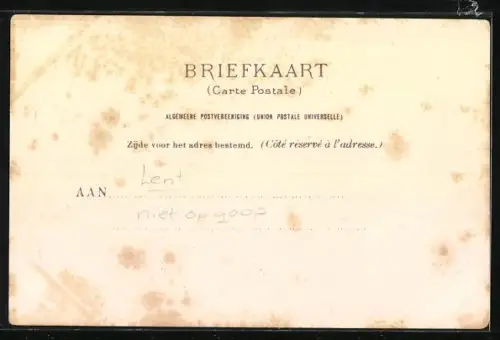 BRIEFKAART
(Carte Postale)
ALGEMEENE POSTVEREENIGING (UNION POSTALE UNIVERSELLE)
Zijde voor het adres bestemd. (Côté réservé à l'adresse.)
Lent
AAN
niet op